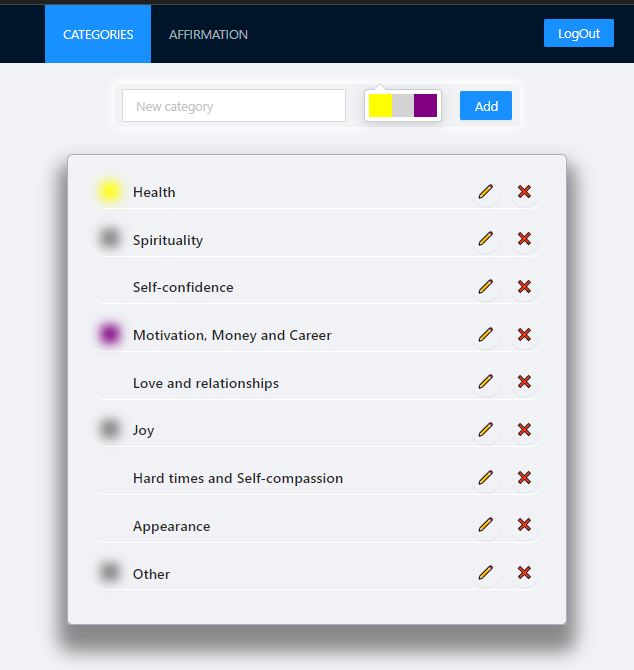 CATEGORIES AFFIRMATION LogOut
New category Add
Health
Spirituality
Self-confidence
Motivation, Money and Career
Love and relationships
Joy
Hard times and Self-compassion
Appearance
Other